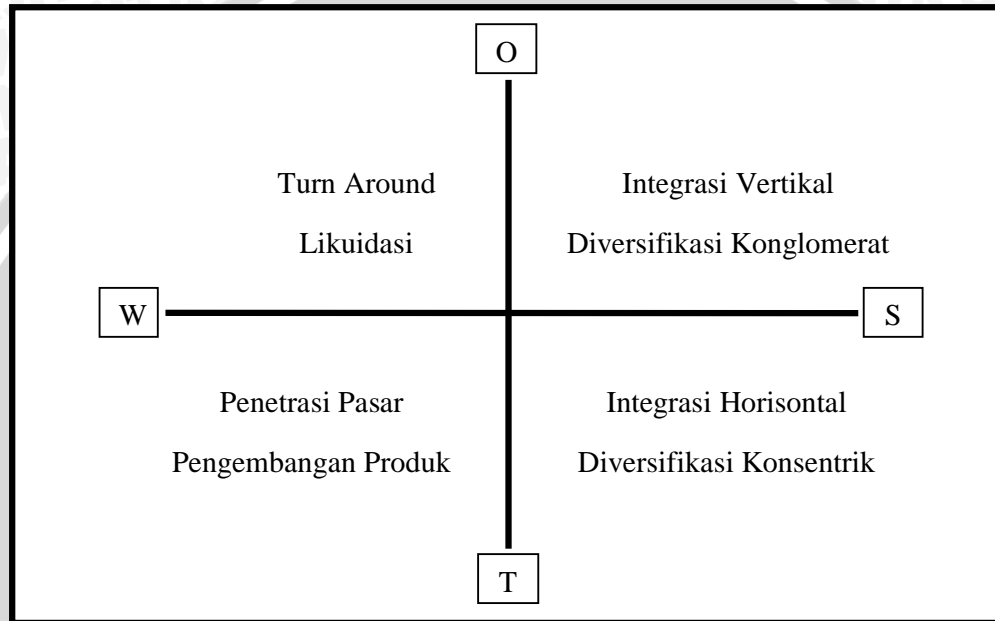 O
Turn Around
Likuidasi
Integrasi Vertikal
Diversifikasi Konglomerat
W
S
Penetrasi Pasar
Pengembangan Produk
Integrasi Horisontal
Diversifikasi Konsentrik
T